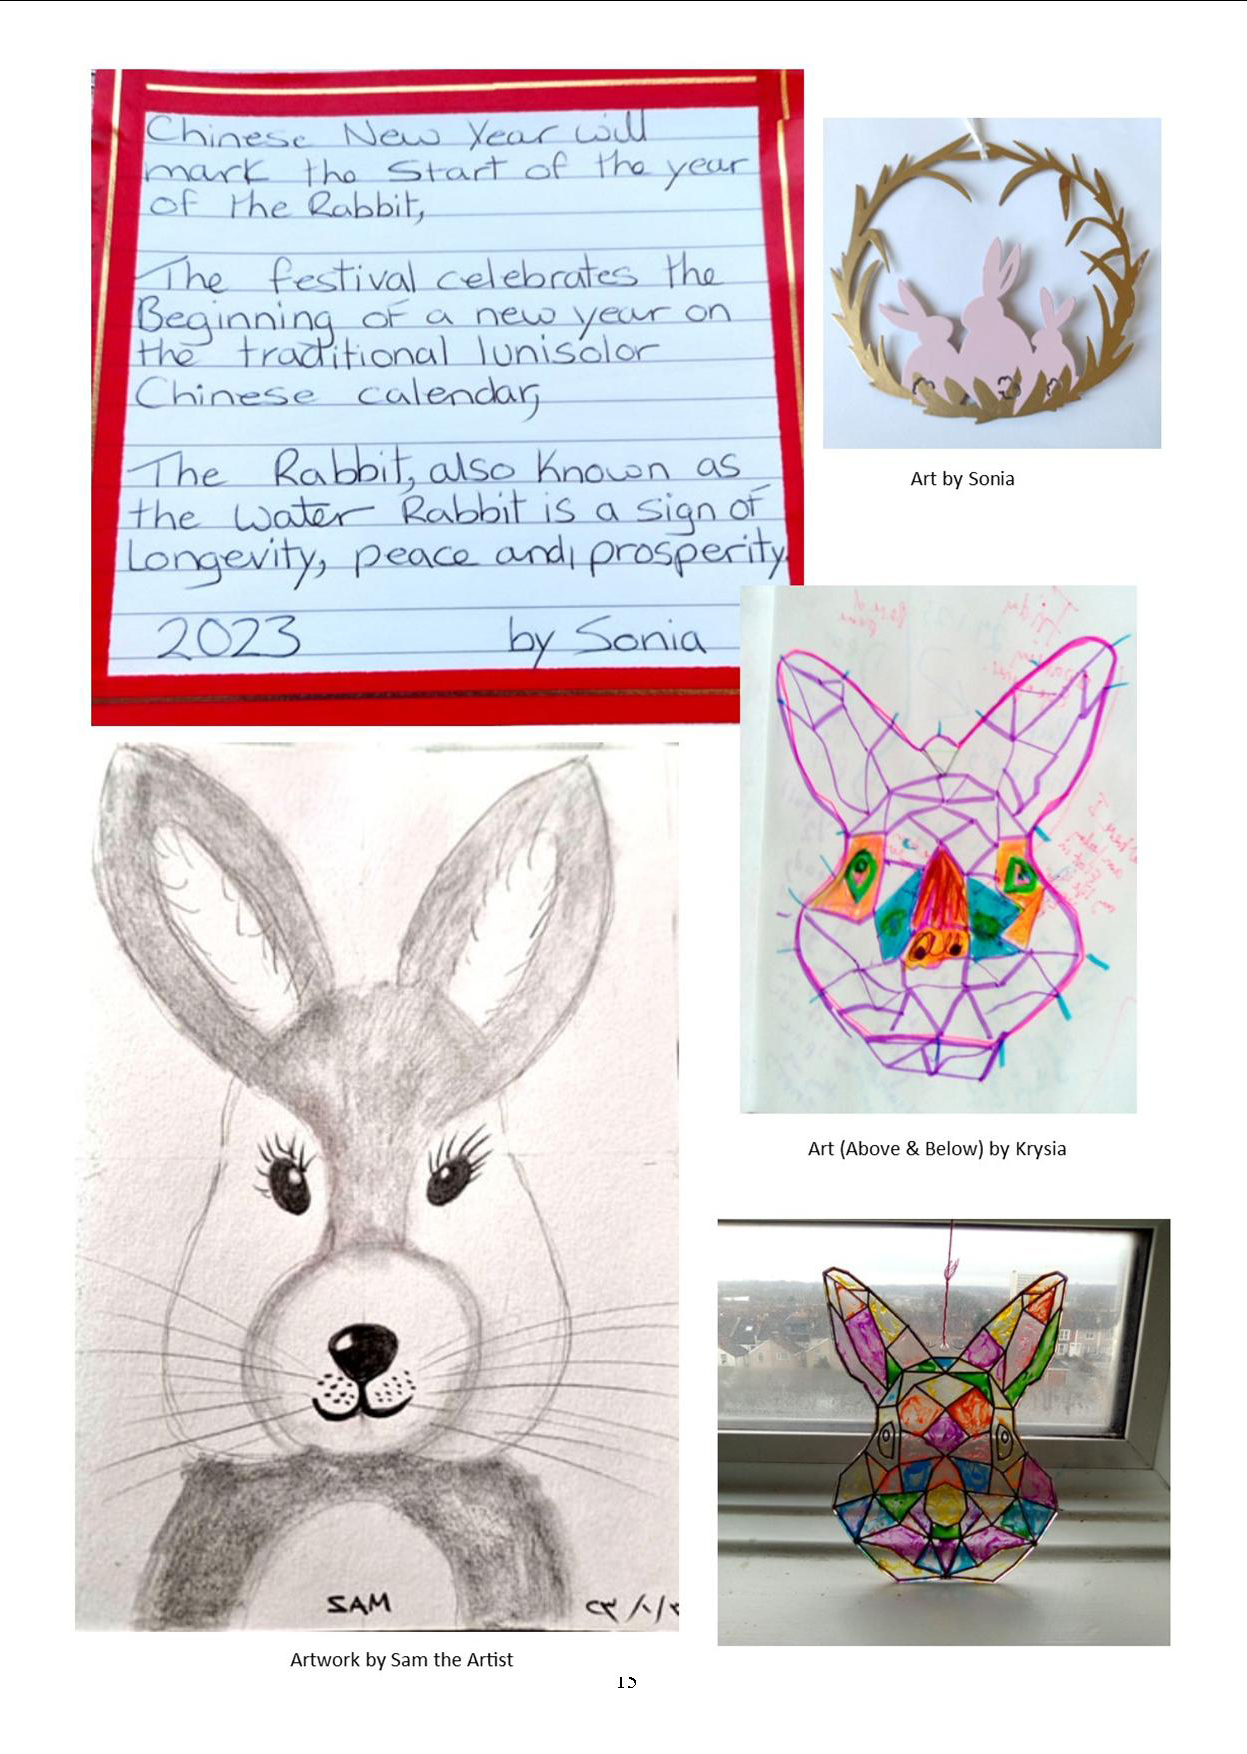 Chinese New Year will
mark the Start of the year
of the Rabbit,
The festival celebrates the
Beginning of a new year on
the traditional lunisolor
Chinese calendar,
The Rabbit, also Known as
the Water Rabbit is a sign of
Longevity, peace and, prosperity.
2023 by Sonia
Art by Sonia
Art (Above & Below) by Krysia
SAM
Artwork by Sam the Artist
15